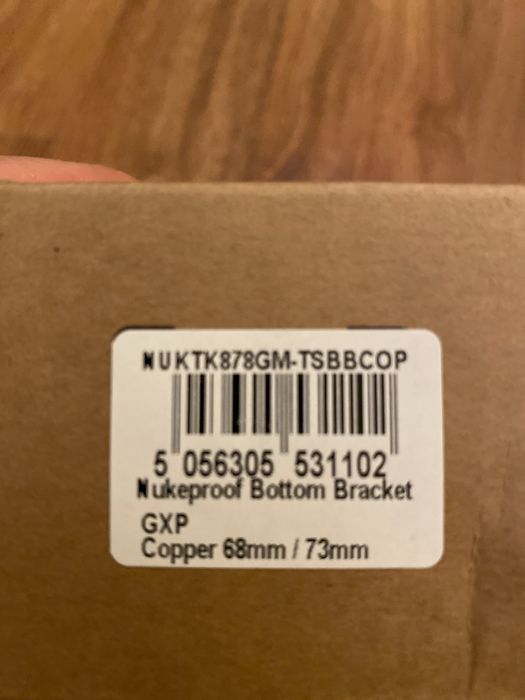 NUKTK878GM-TSBBCOP
5 056305 531102
Nukeproof Bottom Bracket
GXP
Copper 68mm / 73mm